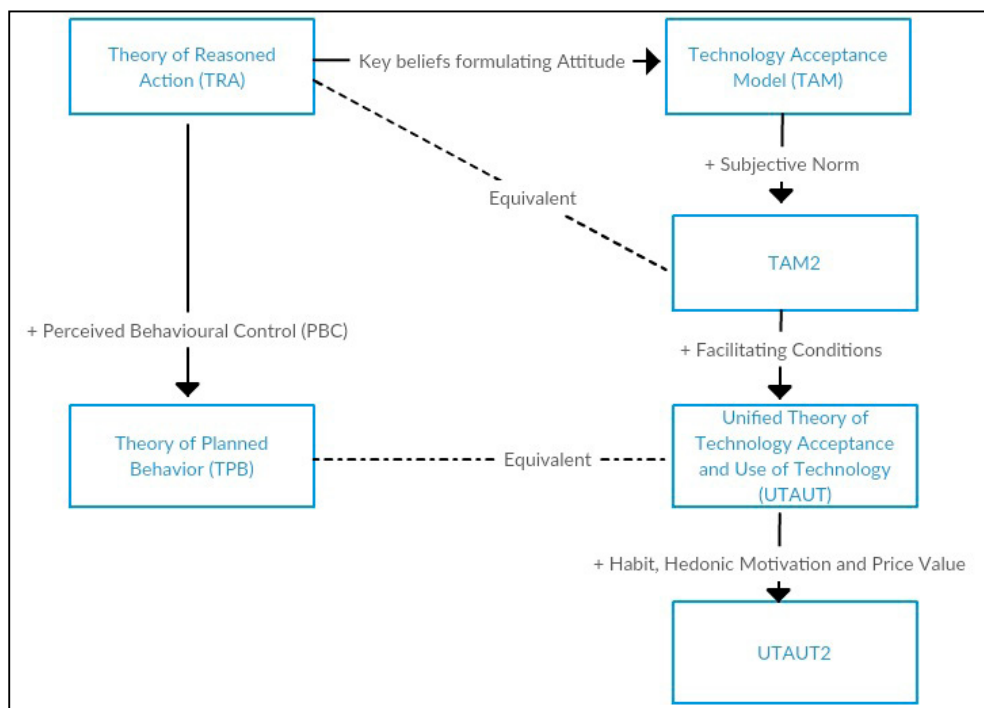 Theory of Reasoned
Action (TRA)
Key beliefs formulating Attitude
Technology Acceptance
Model (TAM)
+ Subjective Norm
Equivalent
TAM2
+ Perceived Behavioural Control (PBC)
+ Facilitating Conditions
Theory of Planned
Behavior (TPB)
Equivalent
Unified Theory of
Technology Acceptance
and Use of Technology
(UTAUT)
+ Habit, Hedonic Motivation and Price Value
UTAUT2